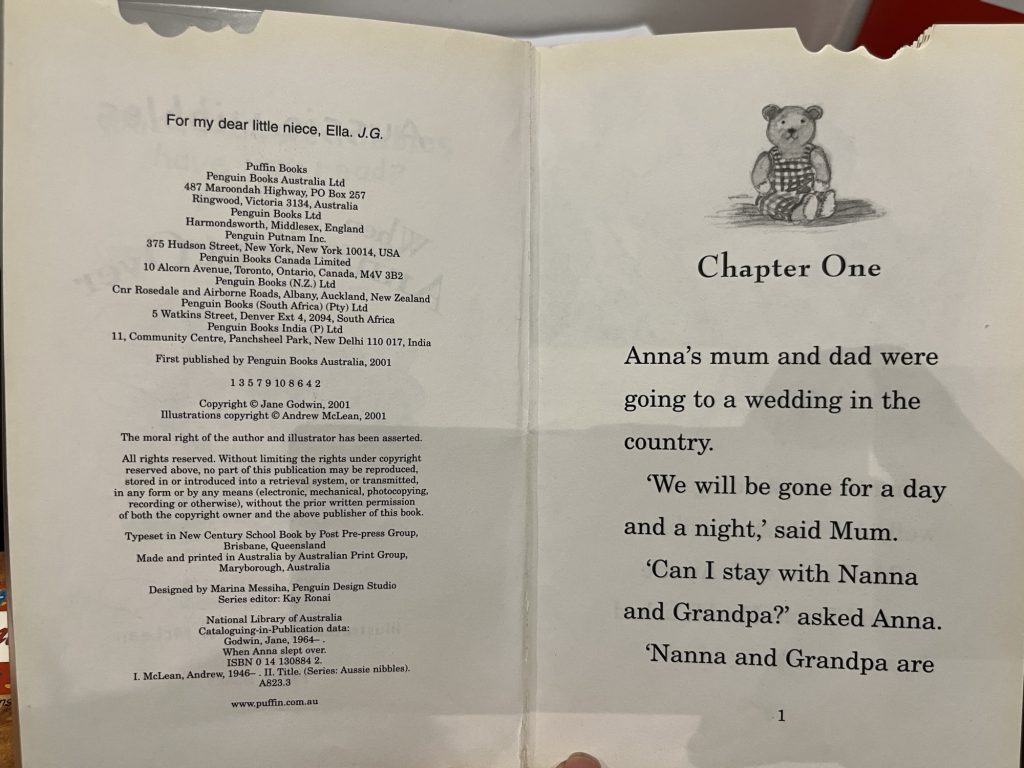 For my dear little niece, Ella. J.G.
Puffin Books
Penguin Books Australia Ltd
487 Maroondah Highway, PO Box 257
Ringwood, Victoria 3134, Australia
Penguin Books Ltd
Harmondsworth, Middlesex, England
Penguin Putnam Inc.
375 Hudson Street, New York, New York 10014, USA
Penguin Books Canada Limited
10 Alcorn Avenue, Toronto, Ontario, Canada, M4V 3B2
Penguin Books (N.Z.) Ltd
Cnr Rosedale and Airborne Roads, Albany, Auckland, New Zealand
Penguin Books (South Africa) (Pty) Ltd
5 Watkins Street, Denver Ext 4, 2094, South Africa
Penguin Books India (P) Ltd
11, Community Centre, Panchsheel Park, New Delhi 110 017, India
First published by Penguin Books Australia, 2001
1 3 5 7 9 10 8 6 4 2
Copyright © Jane Godwin, 2001
Illustrations copyright © Andrew McLean, 2001
The moral right of the author and illustrator has been asserted.
All rights reserved. Without limiting the rights under copyright
reserved above, no part of this publication may be reproduced,
stored in or introduced into a retrieval system, or transmitted,
in any form or by any means (electronic, mechanical, photocopying,
recording or otherwise), without the prior written permission
of both the copyright owner and the above publisher of this book.
Typeset in New Century School Book by Post Pre-press Group,
Brisbane, Queensland
Made and printed in Australia by Australian Print Group,
Maryborough, Australia
Designed by Marina Messiha, Penguin Design Studio
Series editor: Kay Ronai
National Library of Australia
Cataloguing-in-Publication data:
Godwin, Jane, 1964– .
When Anna slept over.
ISBN 0 14 130884 2.
I. McLean, Andrew, 1946– . II. Title. (Series: Aussie nibbles).
A823.3
www.puffin.com.au
Chapter One
Anna's mum and dad were
going to a wedding in the
country.
'We will be gone for a day
and a night,' said Mum.
'Can I stay with Nanna
and Grandpa?' asked Anna.
'Nanna and Grandpa are
1